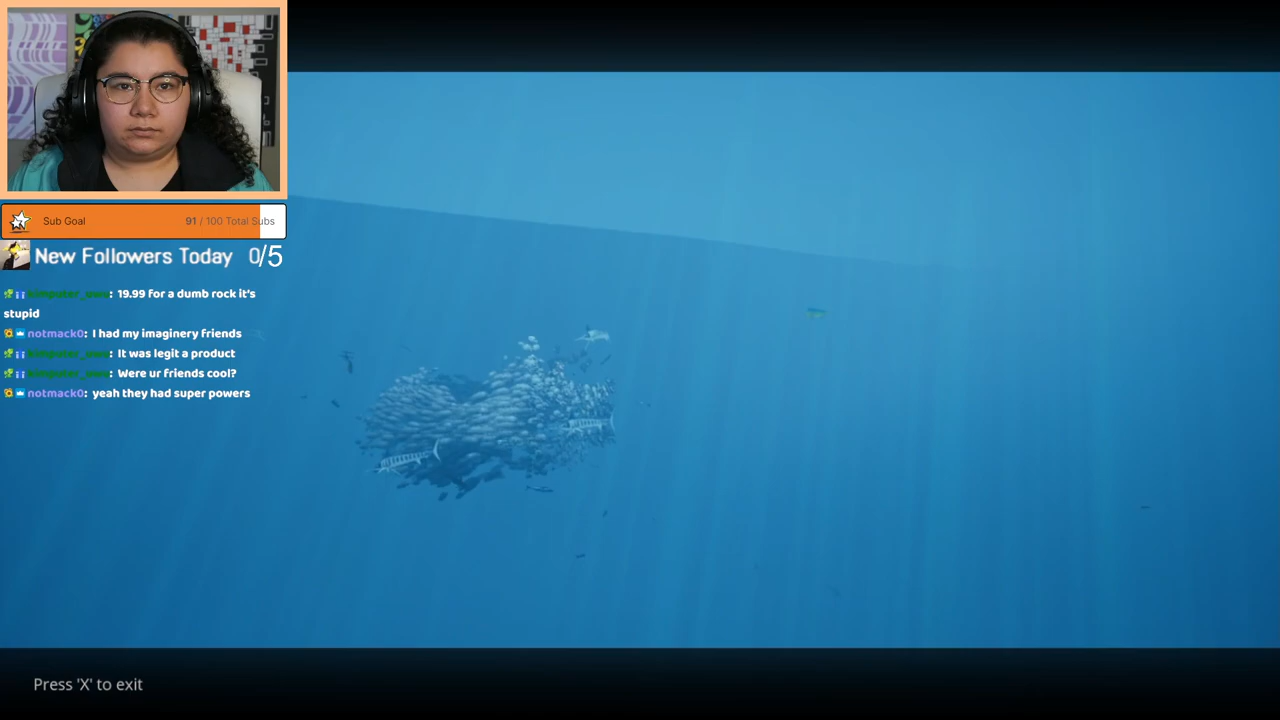 Sub Goal 91 / 100 Total Subs
New Followers Today 0/5
: 19.99 for a dumb rock it's
stupid
notmack0: I had my imaginery friends
: It was legit a product
: Were ur friends cool?
notmack0: yeah they had super powers
Press 'X' to exit